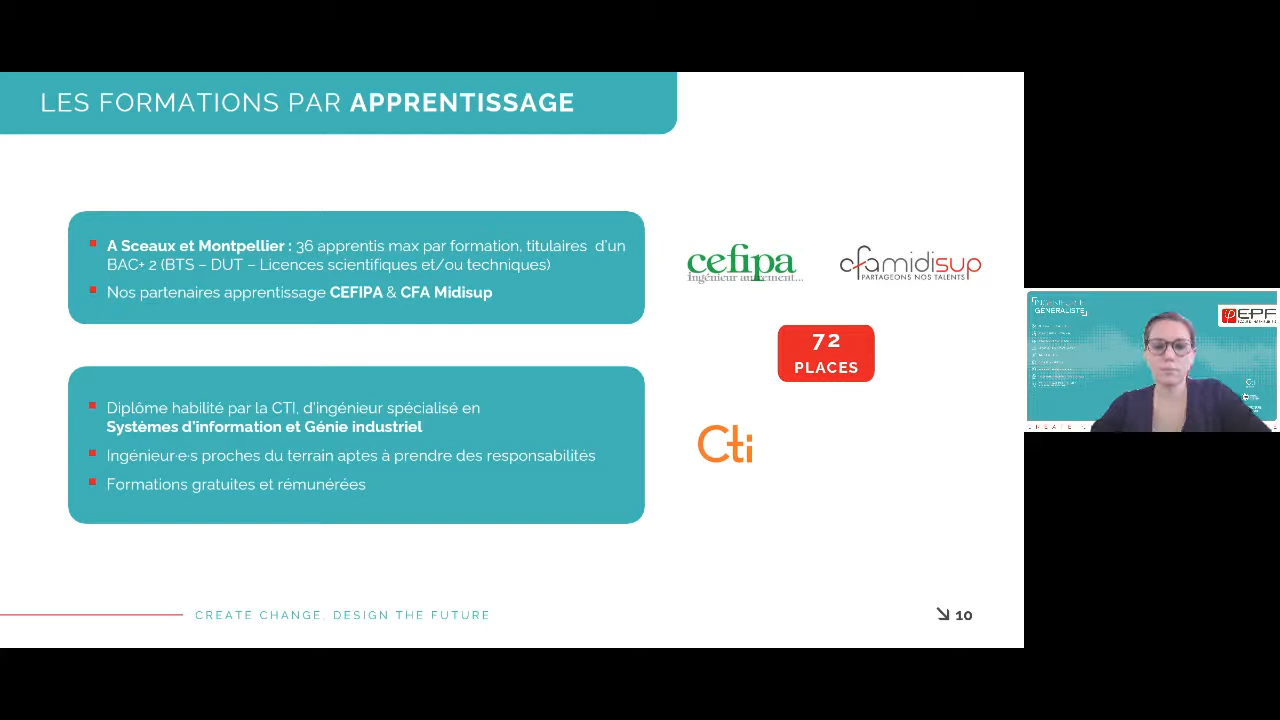 LES FORMATIONS PAR APPRENTISSAGE
A Sceaux et Montpellier : 36 apprentis max par formation, titulaires d'un
BAC+ 2 (BTS – DUT – Licences scientifiques et/ou techniques)
Nos partenaires apprentissage CEFIPA & CFA Midisup
cefipa
ingénieur autrement...
cfamidisup
PARTAGEONS NOS TALENTS
72
PLACES
Diplôme habilité par la CTI, d'ingénieur spécialisé en
Systèmes d'information et Génie industriel
Ingénieur·e·s proches du terrain aptes à prendre des responsabilités
Formations gratuites et rémunérées
Cti
CREATE CHANGE, DESIGN THE FUTURE
10
GÉNÉRALISTE
EPF